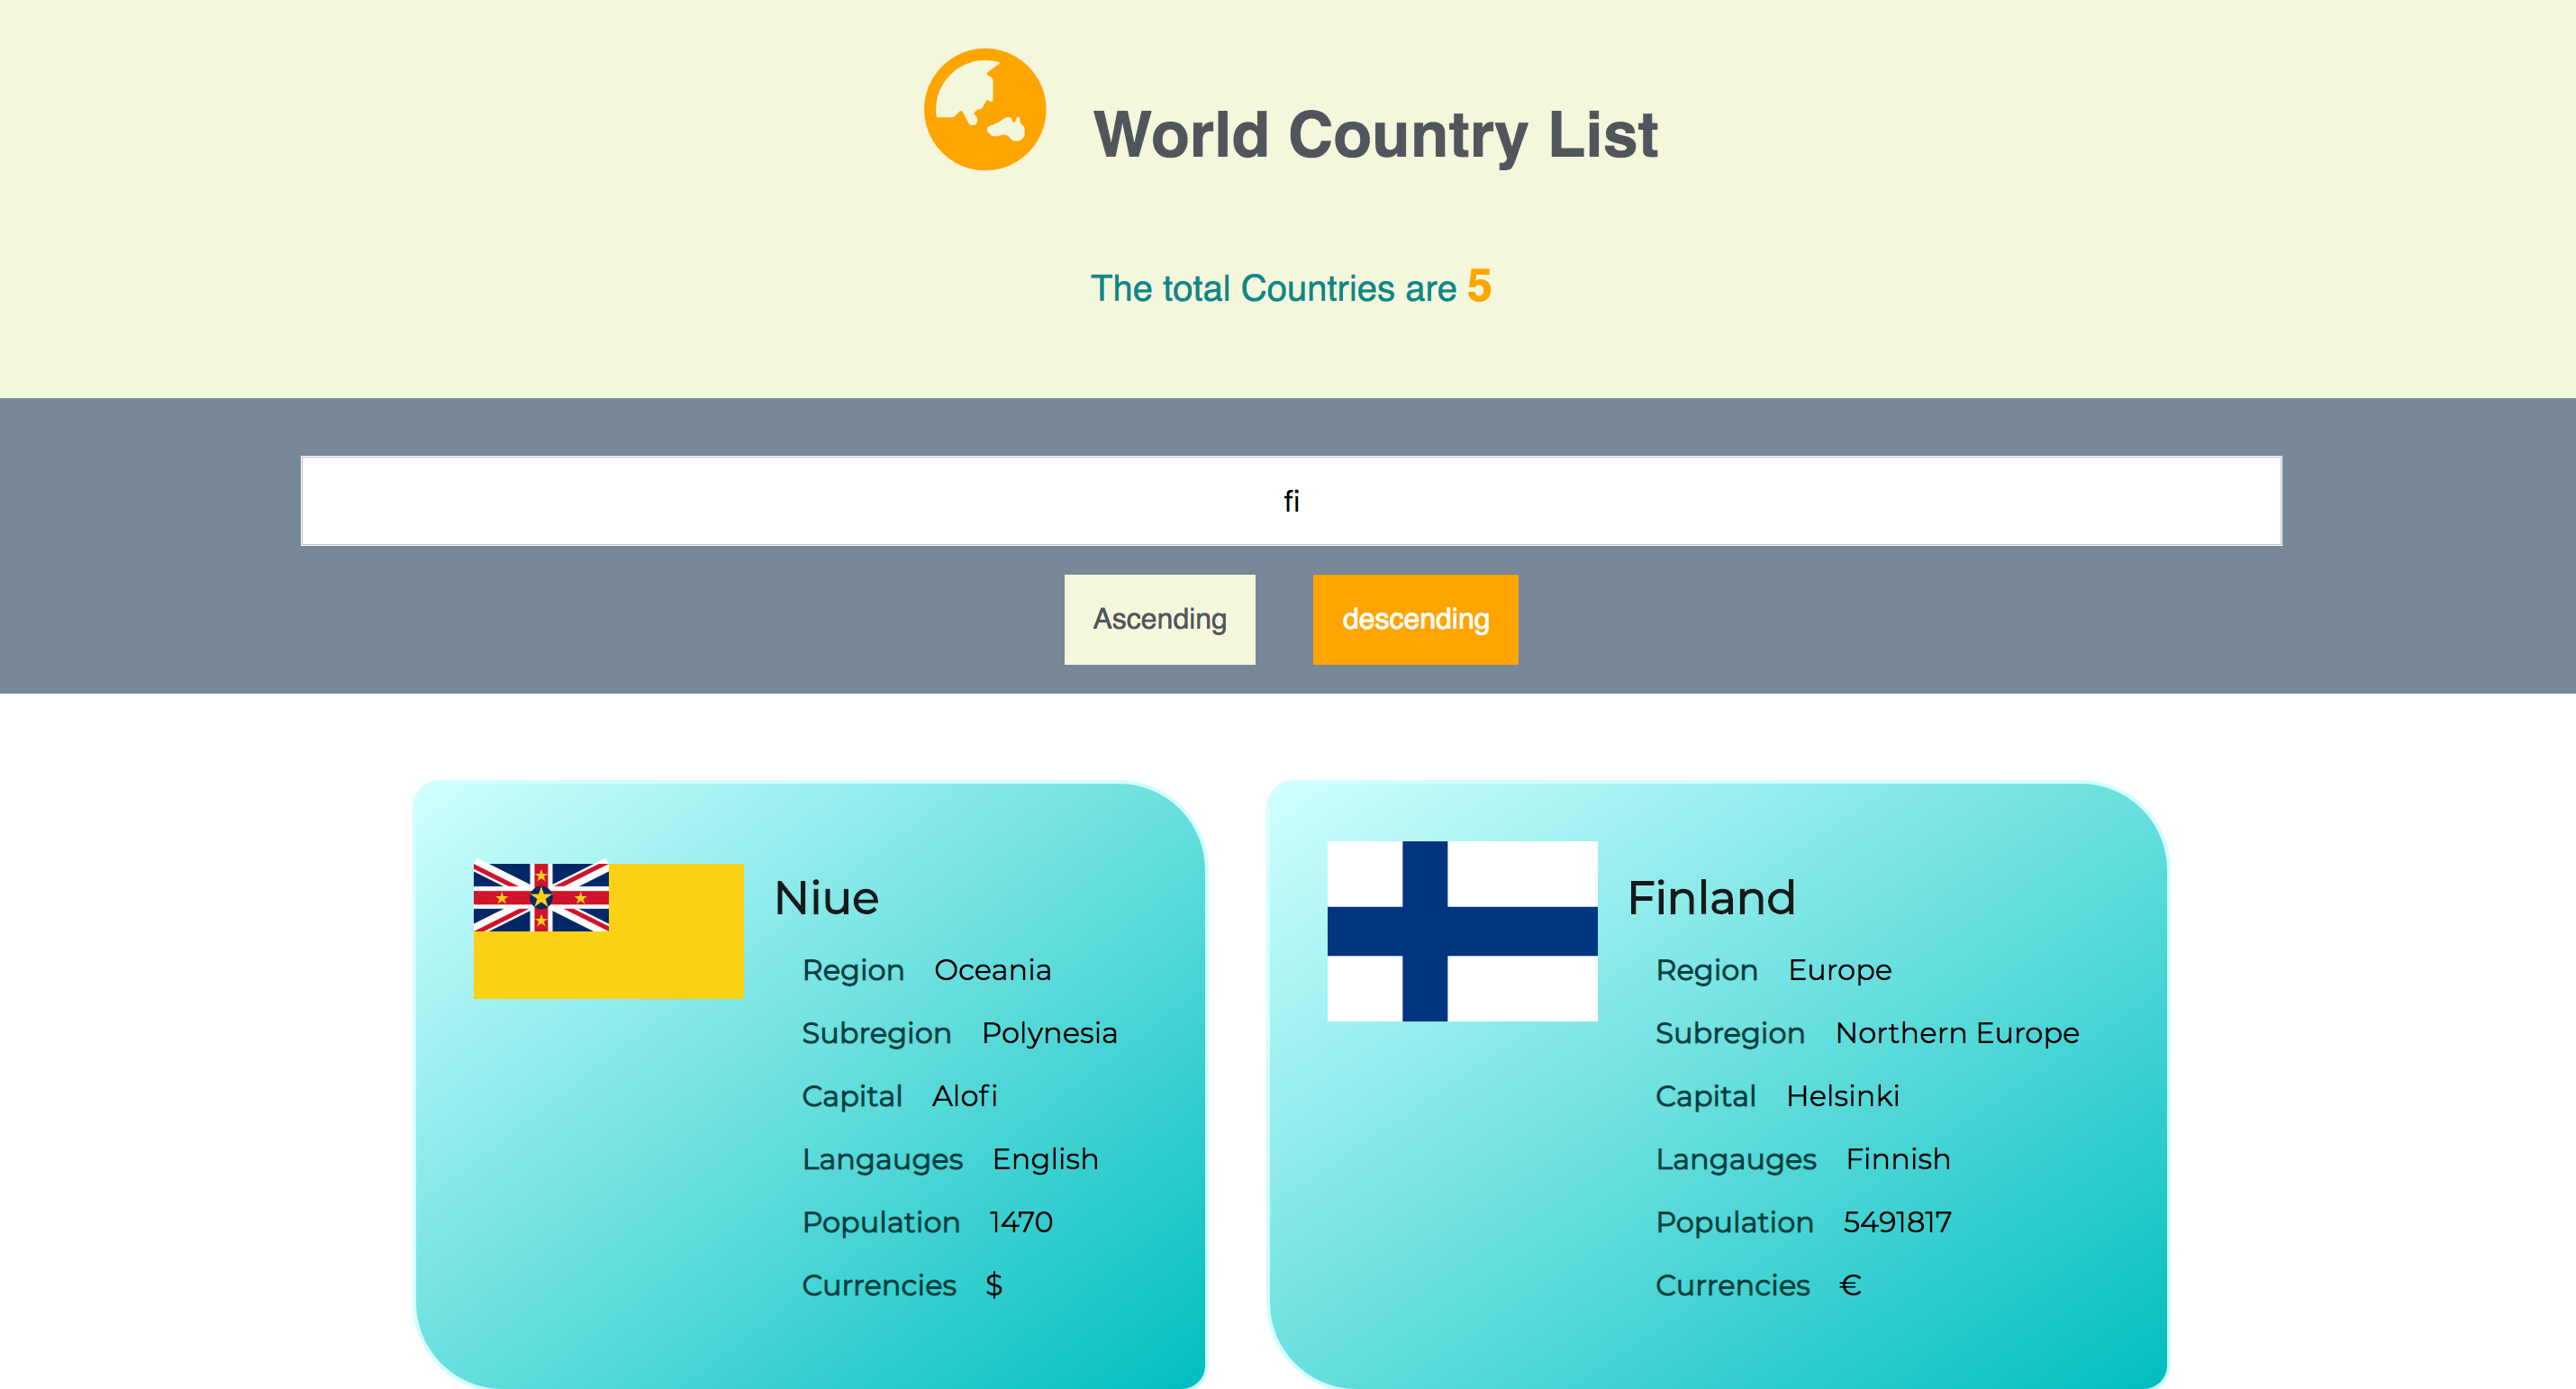 World Country List
The total Countries are 5
fi
Ascending
descending
Niue
Region Oceania
Subregion Polynesia
Capital Alofi
Langauges English
Population 1470
Currencies $
Finland
Region Europe
Subregion Northern Europe
Capital Helsinki
Langauges Finnish
Population 5491817
Currencies €